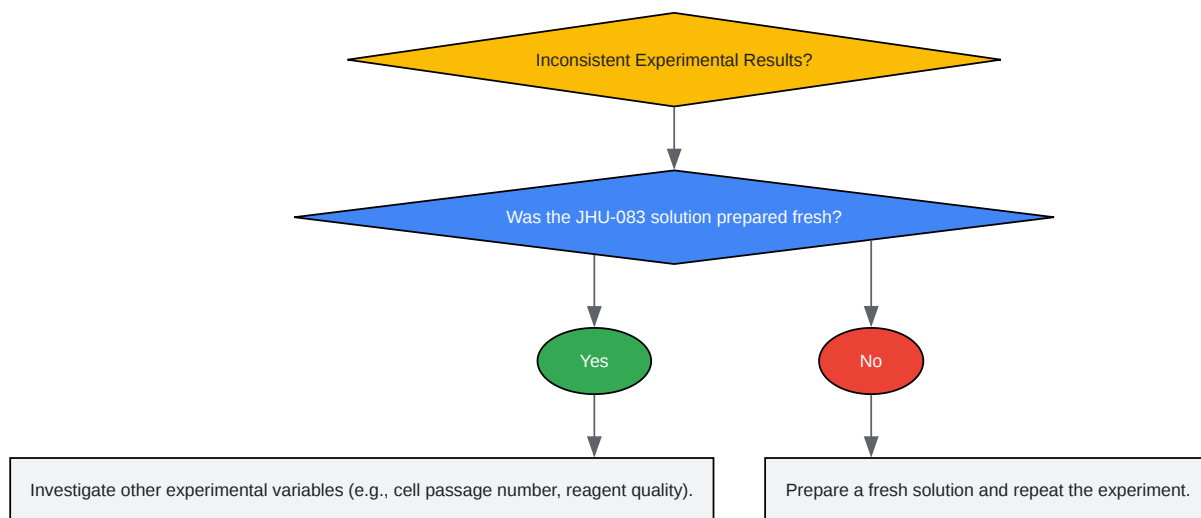 Inconsistent Experimental Results?
Was the JHU-083 solution prepared fresh?
Yes
No
Investigate other experimental variables (e.g., cell passage number, reagent quality).
Prepare a fresh solution and repeat the experiment.